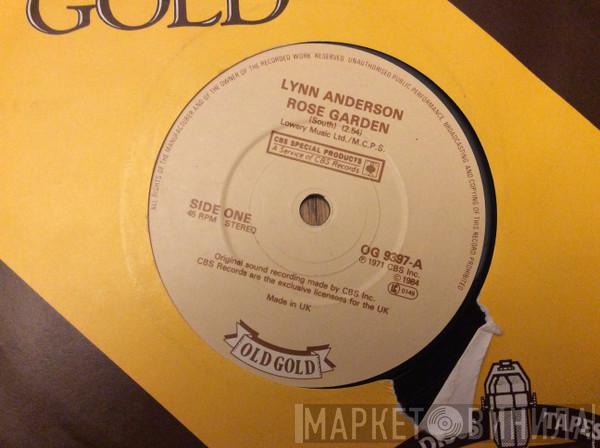 GOLD
ALL RIGHTS OF THE MANUFACTURER AND OF THE OWNER OF THE RECORDED WORK RESERVED. UNAUTHORISED PUBLIC PERFORMANCE, BROADCASTING AND COPYING OF THIS RECORD PROHIBITED
LYNN ANDERSON
ROSE GARDEN
(South) (2.54)
Lowery Music Ltd./M.C.P.S.
CBS SPECIAL PRODUCTS
A Service of CBS Records
SIDE ONE
45 RPM STEREO
OG 9397-A
℗ 1971 CBS Inc.
© 1984
0149
Original sound recording made by CBS Inc.
CBS Records are the exclusive licensees for the UK
Made in UK
OLD GOLD
TAPES
МАРКЕТ ВИНИЛА